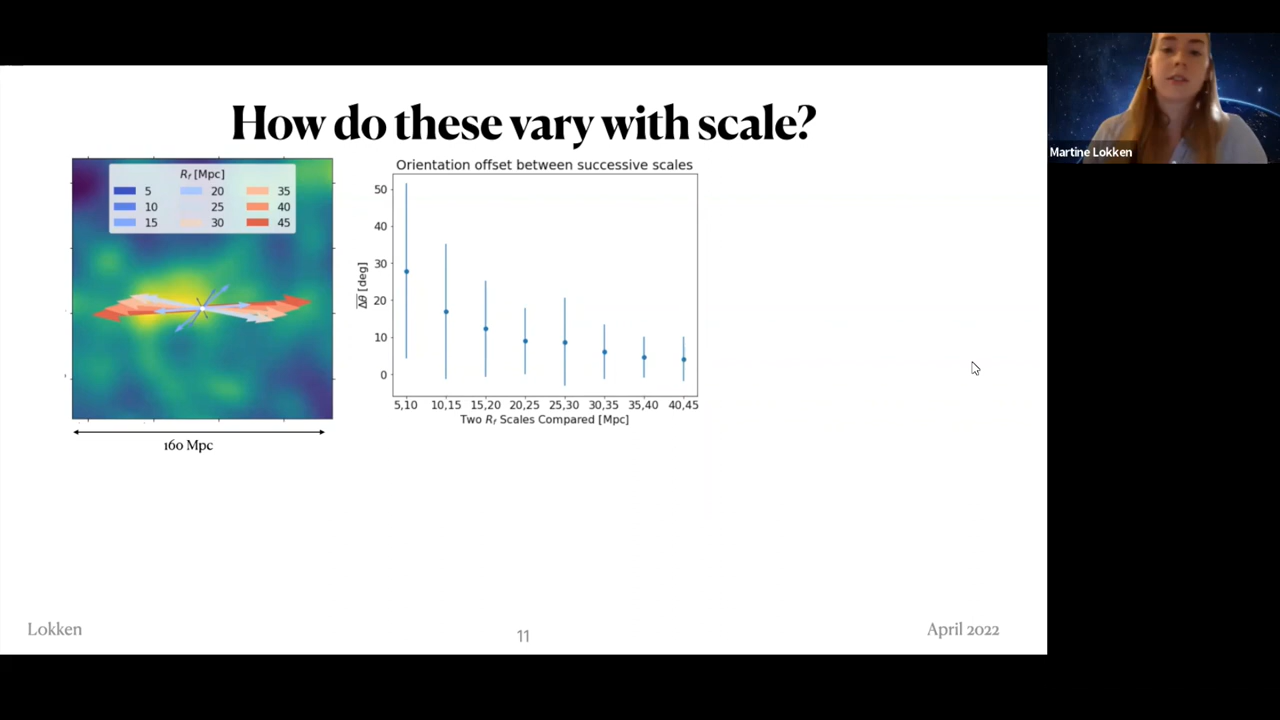 How do these vary with scale?
Martine Lokken
R_f [Mpc]
5 20 35
10 25 40
15 30 45
160 Mpc
Orientation offset between successive scales
50
40
30
20
10
0
Δθ [deg]
5,10 10,15 15,20 20,25 25,30 30,35 35,40 40,45
Two R_f Scales Compared [Mpc]
Lokken
11
April 2022